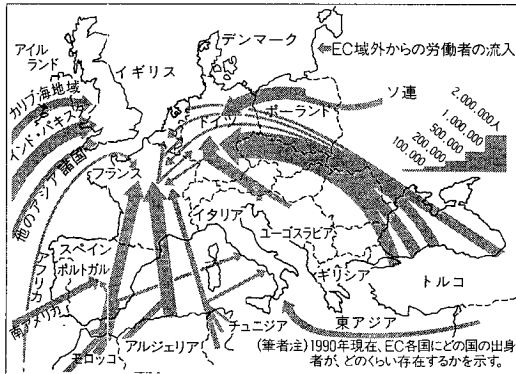 デンマーク
アイル
ランド
イギリス
EC域外からの労働者の流入
カリブ海地域
インド・パキスタン
他のアジア諸国
アフリカ
南アメリカ
ソ連
ポーランド
ドイツ
2,000,000人
1,000,000
500,000
200,000
100,000
フランス
イタリア
ユーゴスラビア
スペイン
ポルトガル
ギリシア
トルコ
東アジア
チュニジア
アルジェリア
モロッコ
(筆者注)1990年現在、EC各国にどの国の出身
者が、どのくらい存在するかを示す。